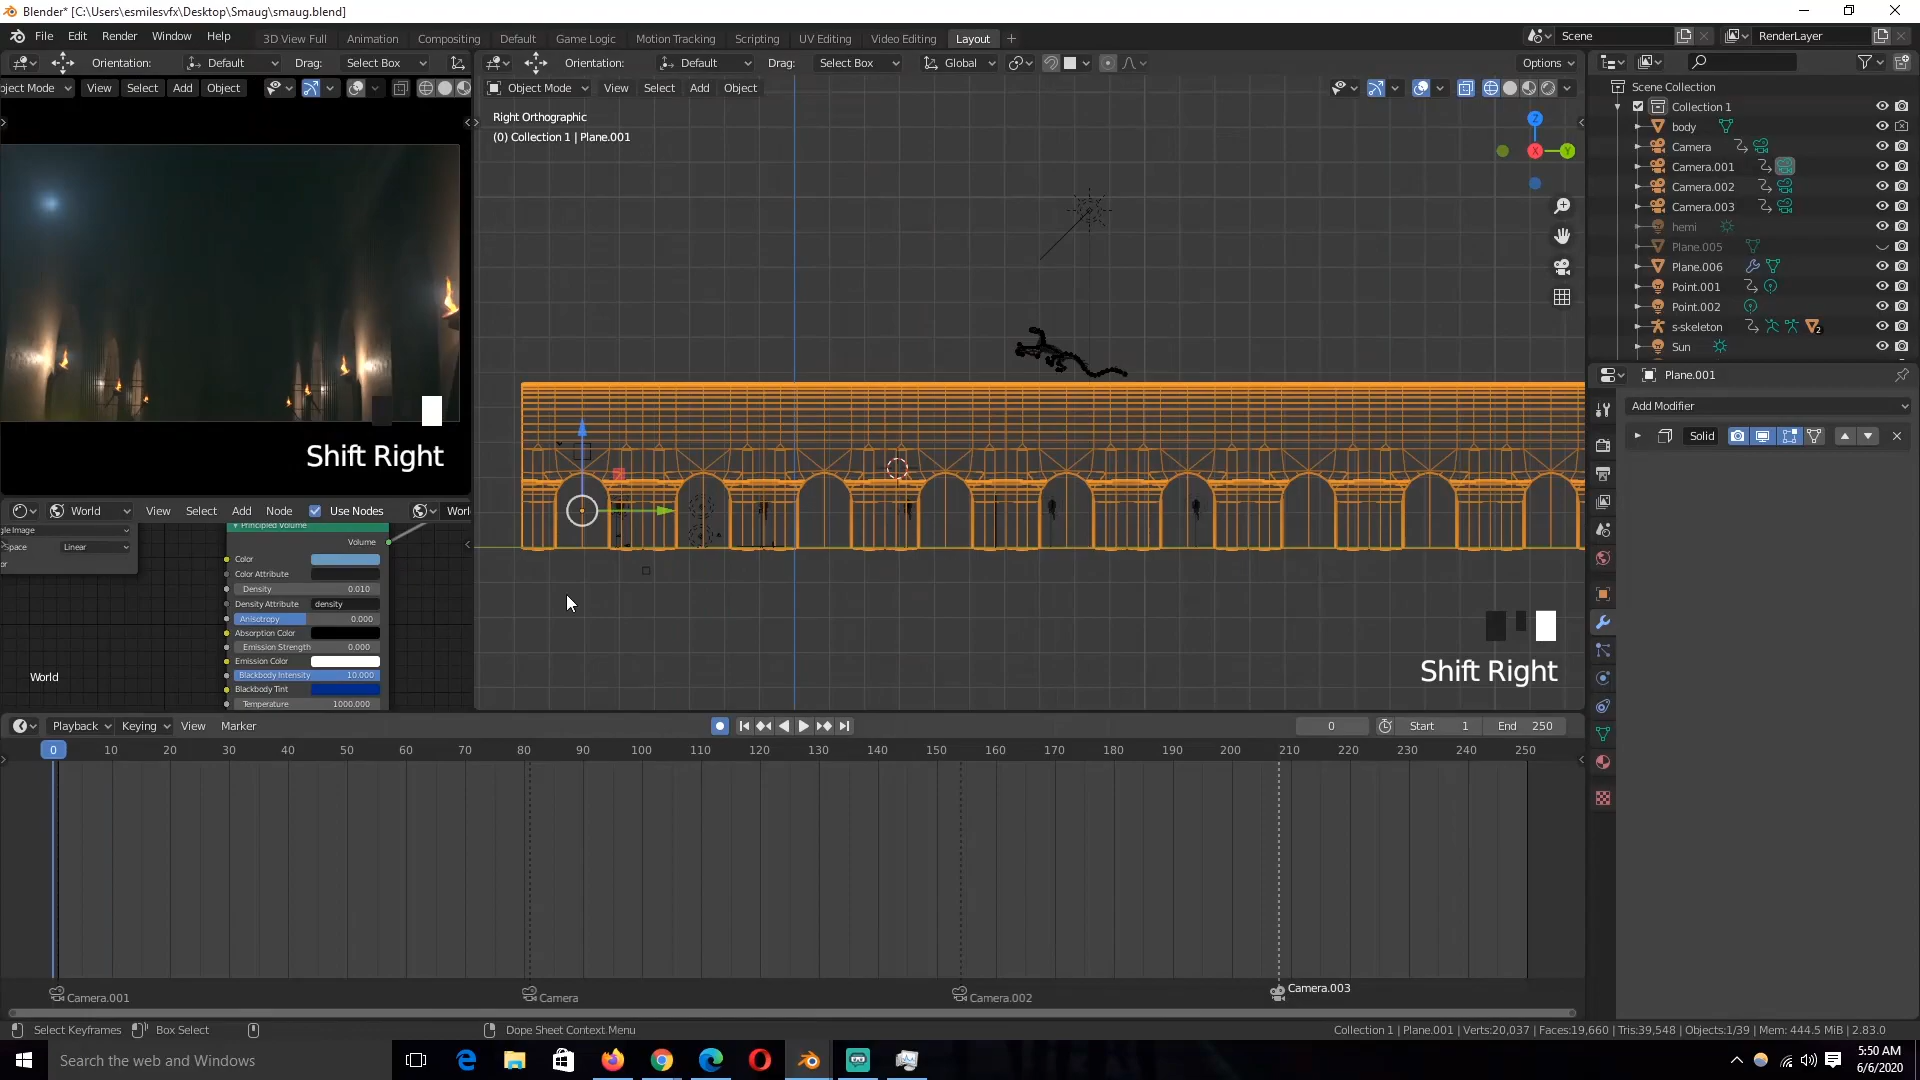 Blender* [C:\Users\esmilesvfx\Desktop\Smaug\smaug.blend]
File Edit Render Window Help 3D View Full Animation Compositing Default Game Logic Motion Tracking Scripting UV Editing Video Editing Layout Scene RenderLayer
Orientation: Default Drag: Select Box
Orientation: Default Drag: Select Box Global Options
bject Mode View Select Add Object
Object Mode View Select Add Object
Right Orthographic
(0) Collection 1 | Plane.001
Z
X
Y
Scene Collection
Collection 1
body
Camera
Camera.001
Camera.002
Camera.003
hemi
Plane.005
Plane.006
Point.001
Point.002
s-skeleton
2
Sun
Shift Right
Plane.001
Add Modifier
Solid
World View Select Add Node Use Nodes Worl
gle Image
Space Linear
Principled Volume
Volume
Color
Color Attribute
Density 0.010
Density Attribute density
Anisotropy 0.000
Absorption Color
Emission Strength 0.000
Emission Color
Blackbody Intensity 10.000
Blackbody Tint
Temperature 1000.000
World
Shift Right
Playback Keying View Marker 0 Start 1 End 250
0 10 20 30 40 50 60 70 80 90 100 110 120 130 140 150 160 170 180 190 200 210 220 230 240 250
Camera.001 Camera Camera.002 Camera.003
Select Keyframes Box Select Dope Sheet Context Menu Collection 1 | Plane.001 | Verts:20,037 | Faces:19,660 | Tris:39,548 | Objects:1/39 | Mem: 444.5 MiB | 2.83.0
Search the web and Windows
5:50 AM
6/6/2020